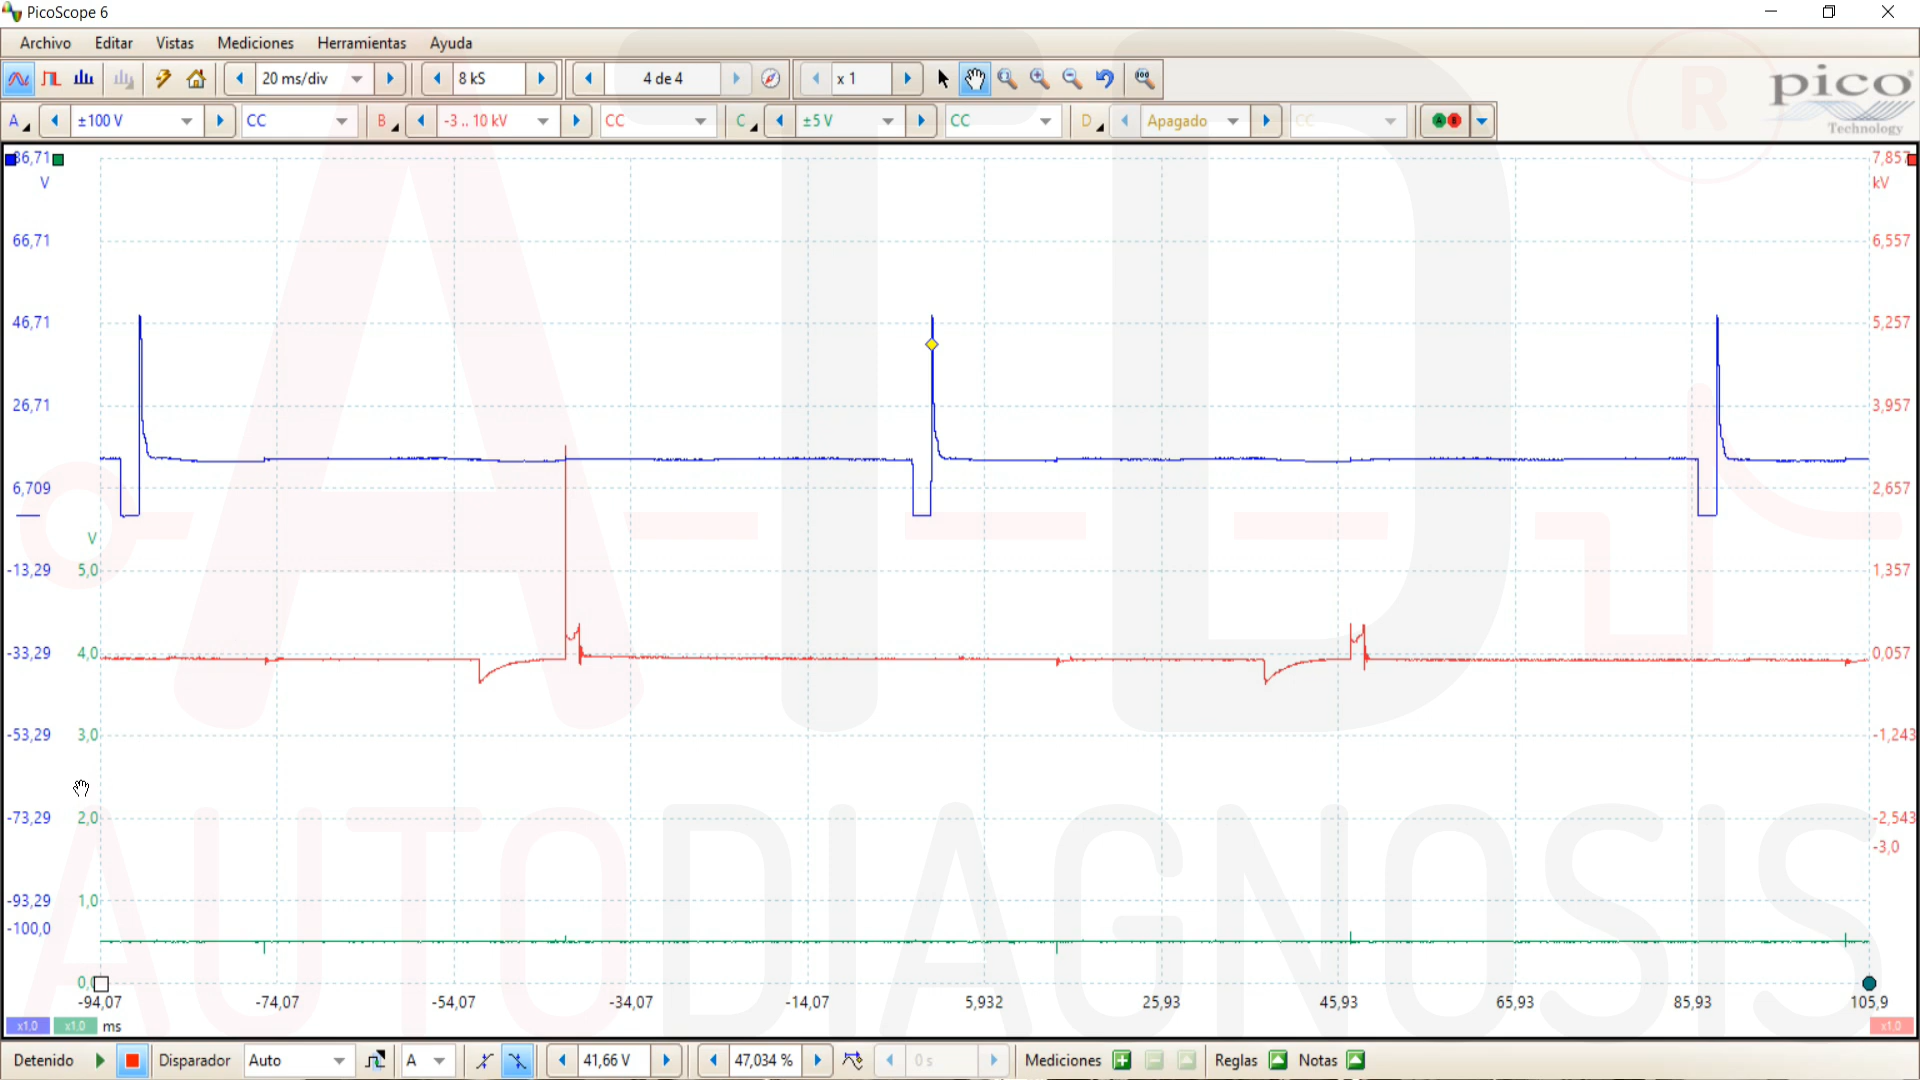 PicoScope 6
Archivo Editar Vistas Mediciones Herramientas Ayuda
20 ms/div 8 kS 4 de 4 x 1
pico
Technology
A ±100 V CC B -3 .. 10 kV CC C ±5 V CC D Apagado CC
R
86,71 7,857
V kV
66,71 6,557
46,71 5,257
26,71 3,957
6,709 2,657
V
-13,29 5,0 1,357
-33,29 4,0 0,057
-53,29 3,0 -1,243
-73,29 2,0 -2,543
-3,0
-93,29 1,0
-100,0
ATD
AUTODIAGNOSIS
0,0
-94,07 -74,07 -54,07 -34,07 -14,07 5,932 25,93 45,93 65,93 85,93 105,9
x1,0 x1,0 ms x1,0
Detenido Disparador Auto A 41,66 V 47,034 % 0 s Mediciones Reglas Notas